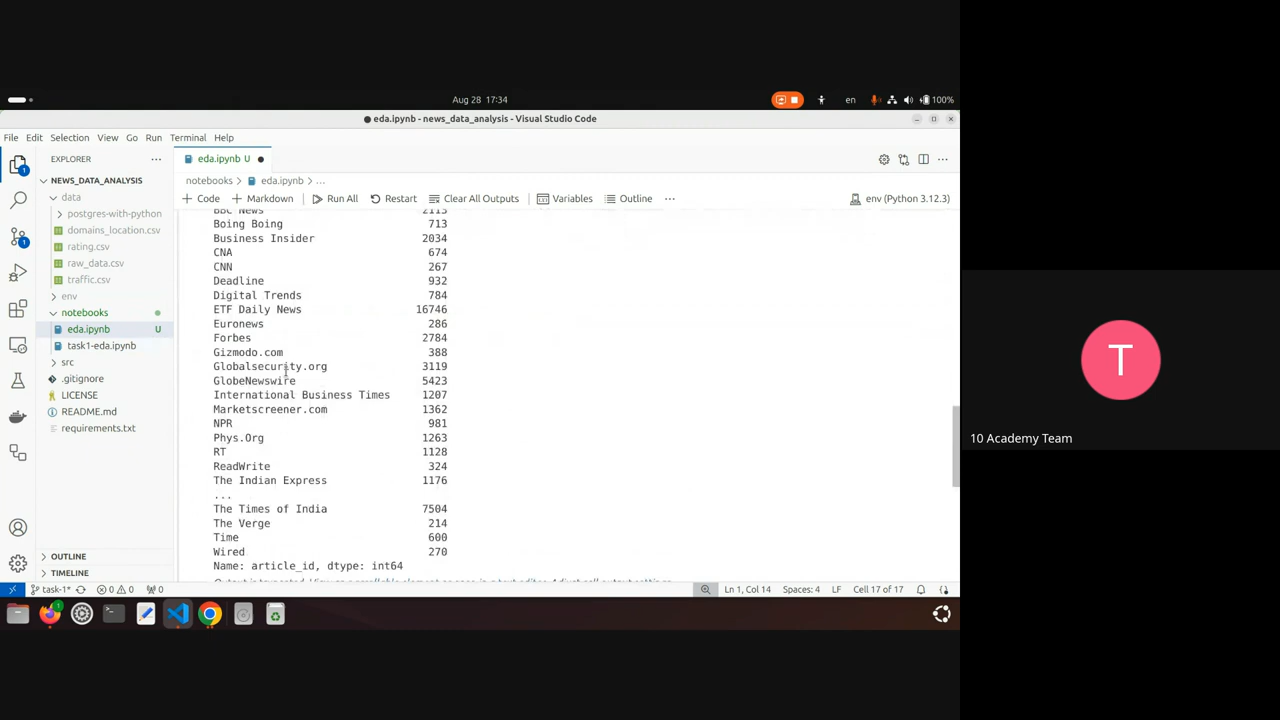 Aug 28 17:34
en
100%
eda.ipynb - news_data_analysis - Visual Studio Code
File Edit Selection View Go Run Terminal Help
EXPLORER
eda.ipynb U
NEWS_DATA_ANALYSIS
notebooks > eda.ipynb > ...
data
+ Code + Markdown Run All Restart Clear All Outputs Variables Outline ... env (Python 3.12.3)
postgres-with-python
domains_location.csv
rating.csv
raw_data.csv
traffic.csv
env
notebooks
eda.ipynb U
task1-eda.ipynb
src
.gitignore
LICENSE
README.md
requirements.txt
OUTLINE
TIMELINE
BBC News 2113
Boing Boing 713
Business Insider 2034
CNA 674
CNN 267
Deadline 932
Digital Trends 784
ETF Daily News 16746
Euronews 286
Forbes 2784
Gizmodo.com 388
Globalsecurity.org 3119
GlobeNewswire 5423
International Business Times 1207
Marketscreener.com 1362
NPR 981
Phys.Org 1263
RT 1128
ReadWrite 324
The Indian Express 1176
...
The Times of India 7504
The Verge 214
Time 600
Wired 270
Name: article_id, dtype: int64
task-1* 0 0 0
Ln 1, Col 14 Spaces: 4 LF Cell 17 of 17
T
10 Academy Team